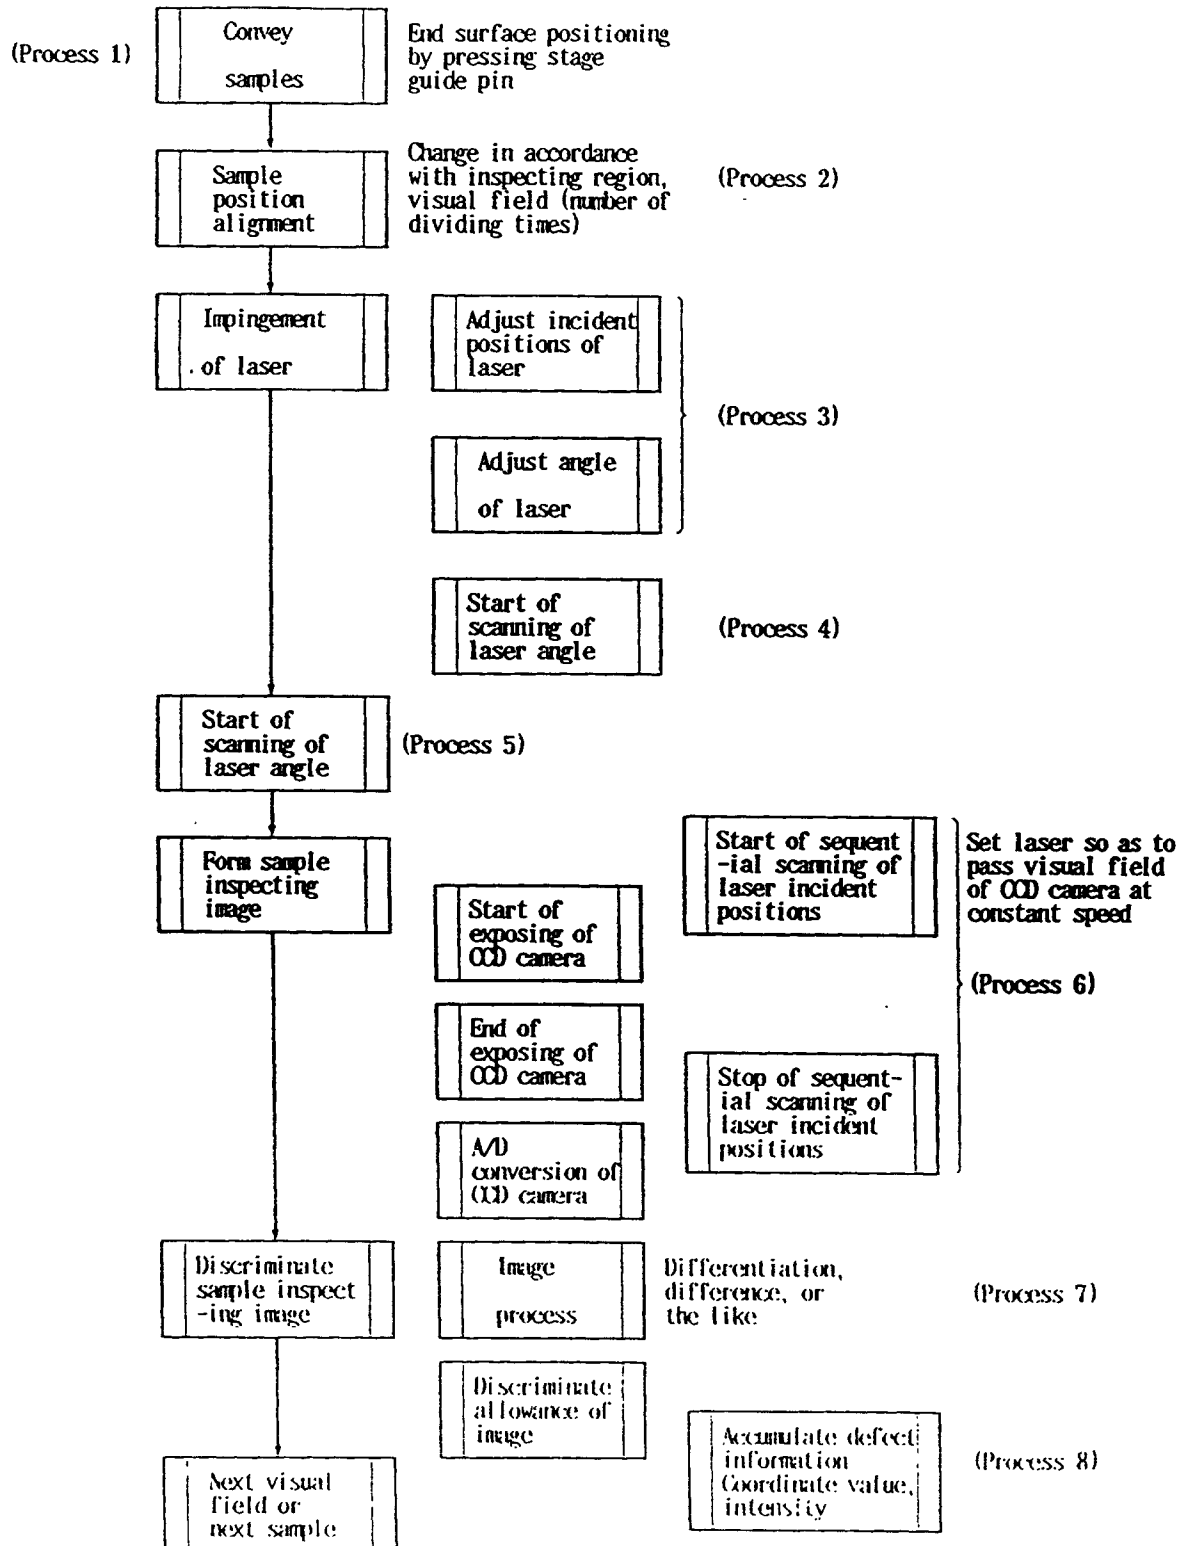 (Process 1)
Convey
samples
End surface positioning
by pressing stage
guide pin
Sample
position
alignment
Change in accordance
with inspecting region,
visual field (number of
dividing times)
(Process 2)
Impingement
of laser
Adjust incident
positions of
laser
(Process 3)
Adjust angle
of laser
Start of
scanning of
laser angle
(Process 4)
Start of
scanning of
laser angle
(Process 5)
Form sample
inspecting
image
Start of sequent
-ial scanning of
laser incident
positions
Set laser so as to
pass visual field
of CCD camera at
constant speed
Start of
exposing of
CCD camera
(Process 6)
End of
exposing of
CCD camera
Stop of sequent-
ial scanning of
laser incident
positions
A/D
conversion of
CCD camera
Discriminate
sample inspect
-ing image
Image
process
Differentiation,
difference, or
the like
(Process 7)
Discriminate
allowance of
image
Accumulate defect
information
Coordinate value,
intensity
(Process 8)
Next visual
field or
next sample